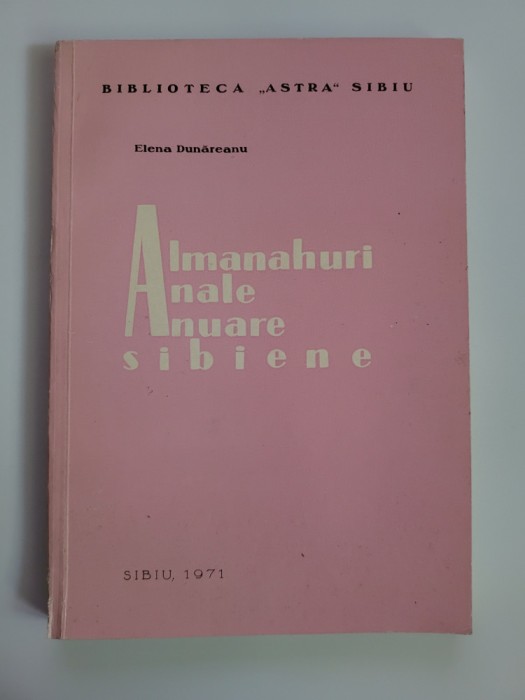 BIBLIOTECA „ASTRA“ SIBIU
Elena Dunăreanu
Almanahuri
Anale
Anuare
sibiene
SIBIU, 1971